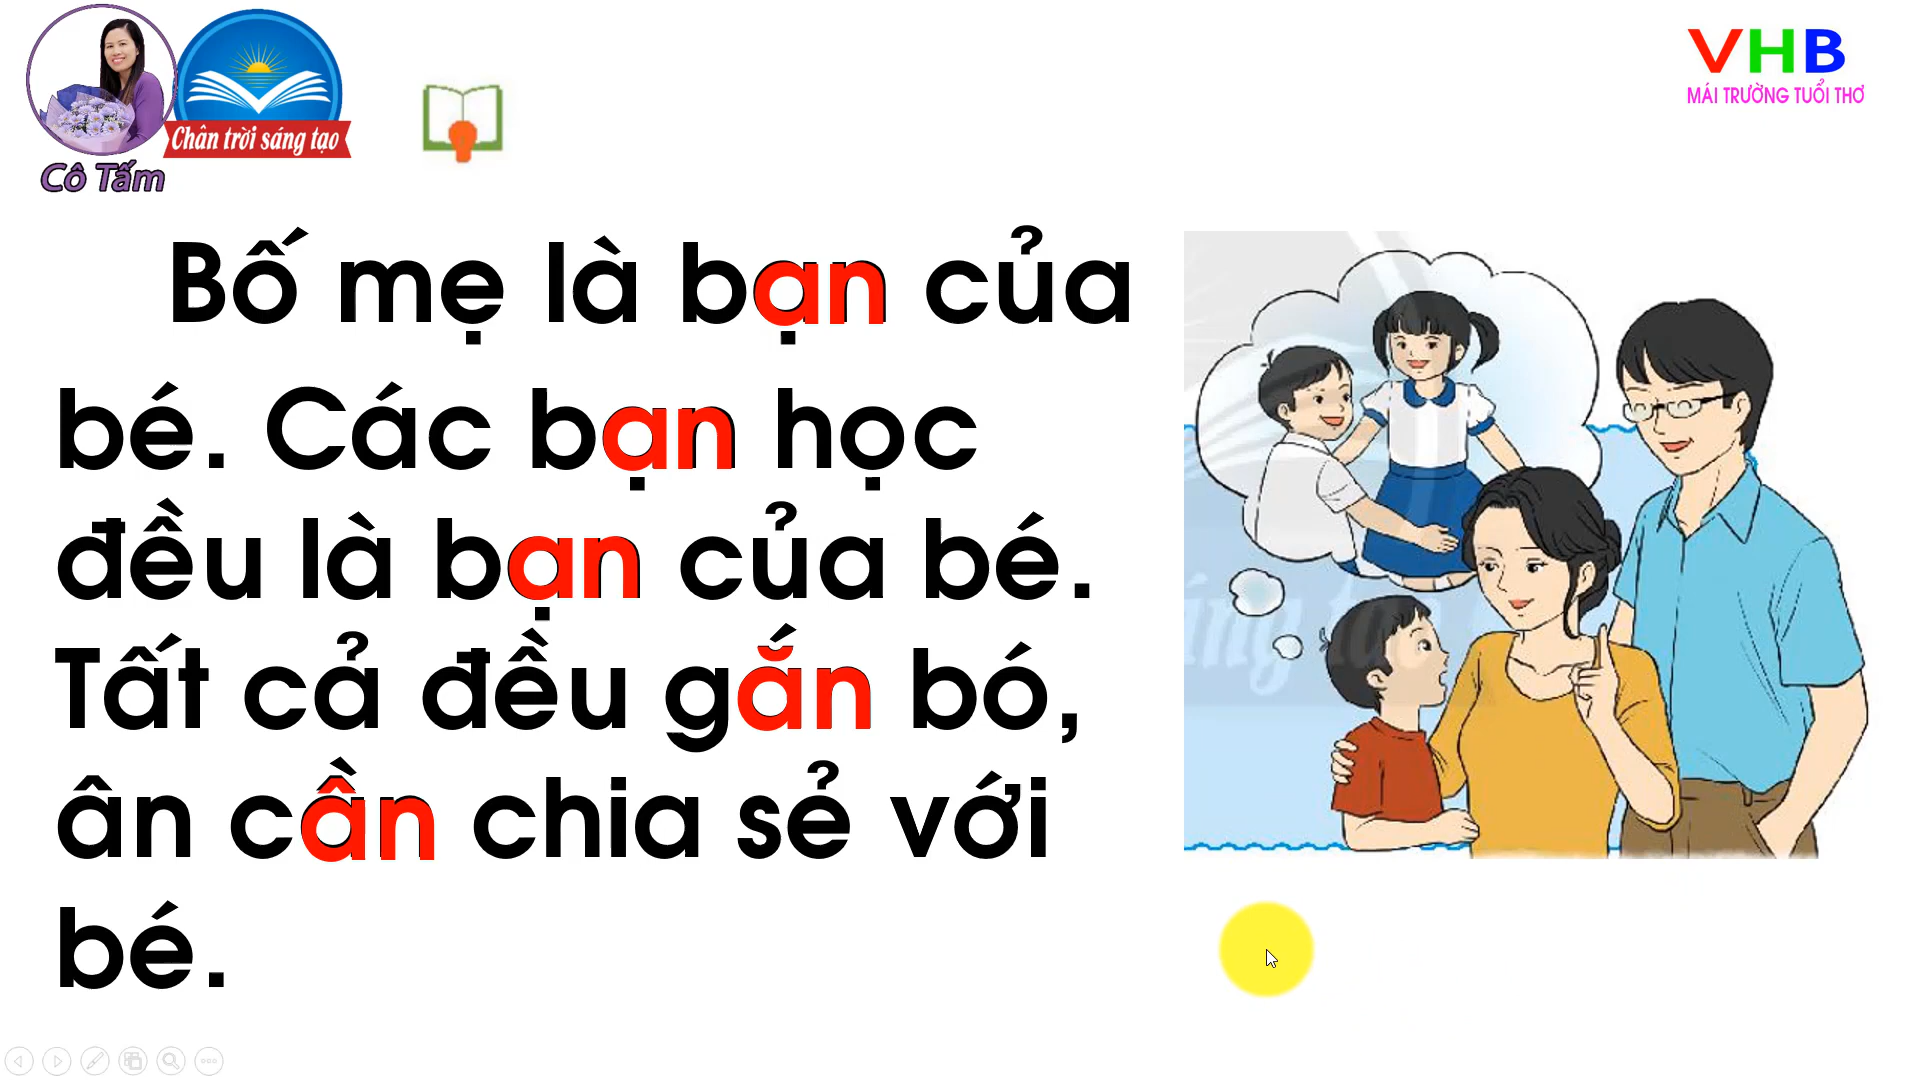 Cô Tấm
Chân trời sáng tạo
VHB
MÁI TRƯỜNG TUỔI THƠ
Bố mẹ là bạn của
bé. Các bạn học
đều là bạn của bé.
Tất cả đều gắn bó,
ân cần chia sẻ với
bé.